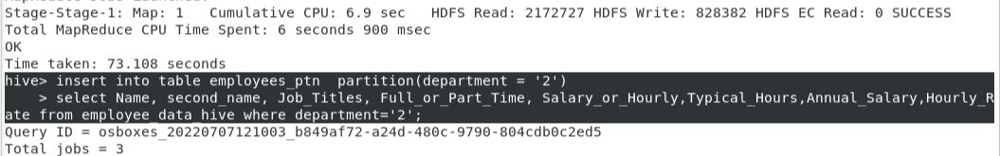 Stage-Stage-1: Map: 1   Cumulative CPU: 6.9 sec   HDFS Read: 2172727 HDFS Write: 828382 HDFS EC Read: 0 SUCCESS
Total MapReduce CPU Time Spent: 6 seconds 900 msec
OK
Time taken: 73.108 seconds
hive> insert into table employees_ptn  partition(department = '2')
    > select Name, second_name, Job_Titles, Full_or_Part_Time, Salary_or_Hourly,Typical_Hours,Annual_Salary,Hourly_R
ate from employee_data_hive where department='2';
Query ID = osboxes_20220707121003_b849af72-a24d-480c-9790-804cdb0c2ed5
Total jobs = 3